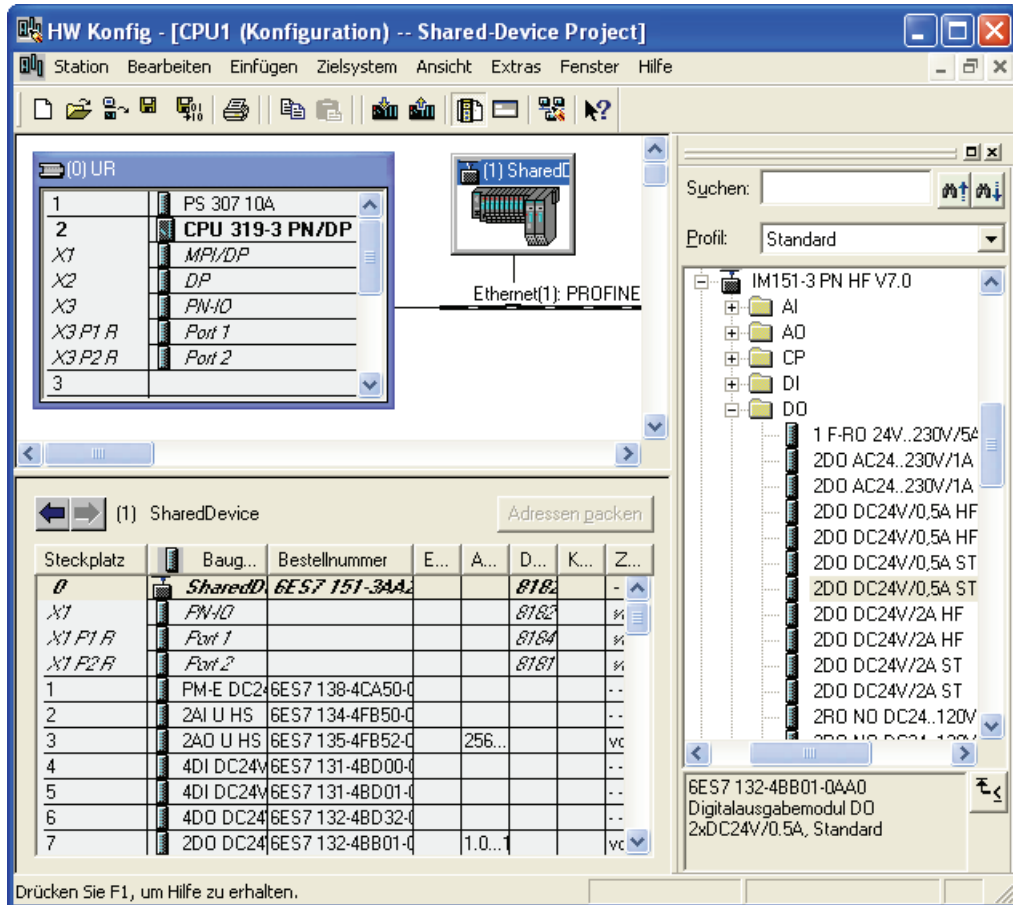 HW Konfig - [CPU1 (Konfiguration) -- Shared-Device Project]
Station Bearbeiten Einfügen Zielsystem Ansicht Extras Fenster Hilfe
(0) UR
1 PS 307 10A
2 CPU 319-3 PN/DP
X1 MPI/DP
X2 DP
X3 PN-IO
X3 P1 R Port 1
X3 P2 R Port 2
3
(1) SharedD
Ethernet(1): PROFINE
Suchen:
Profil: Standard
IM151-3 PN HF V7.0
AI
AO
CP
DI
DO
1 F-RO 24V..230V/5A
2DO AC24..230V/1A
2DO AC24..230V/1A
2DO DC24V/0,5A HF
2DO DC24V/0,5A HF
2DO DC24V/0,5A ST
2DO DC24V/0,5A ST
2DO DC24V/2A HF
2DO DC24V/2A HF
2DO DC24V/2A ST
2DO DC24V/2A ST
2RO NO DC24..120V
6ES7 132-4BB01-0AA0
Digitalausgabemodul DO
2xDC24V/0.5A, Standard
(1) SharedDevice
Adressen packen
Steckplatz Baug... Bestellnummer E... A... D... K... Z...
0 SharedD 6ES7 151-3AA2 8182 -
X1 PN-IO 8182
X1 P1 R Port 1 8184
X1 P2 R Port 2 8181
1 PM-E DC24 6ES7 138-4CA50-0 --
2 2AI U HS 6ES7 134-4FB50-0 --
3 2AO U HS 6ES7 135-4FB52-0 256... vo
4 4DI DC24V 6ES7 131-4BD00-0 --
5 4DI DC24V 6ES7 131-4BD01-0 --
6 4DO DC24 6ES7 132-4BD32-0 --
7 2DO DC24 6ES7 132-4BB01-0 1.0...1 vo
Drücken Sie F1, um Hilfe zu erhalten.